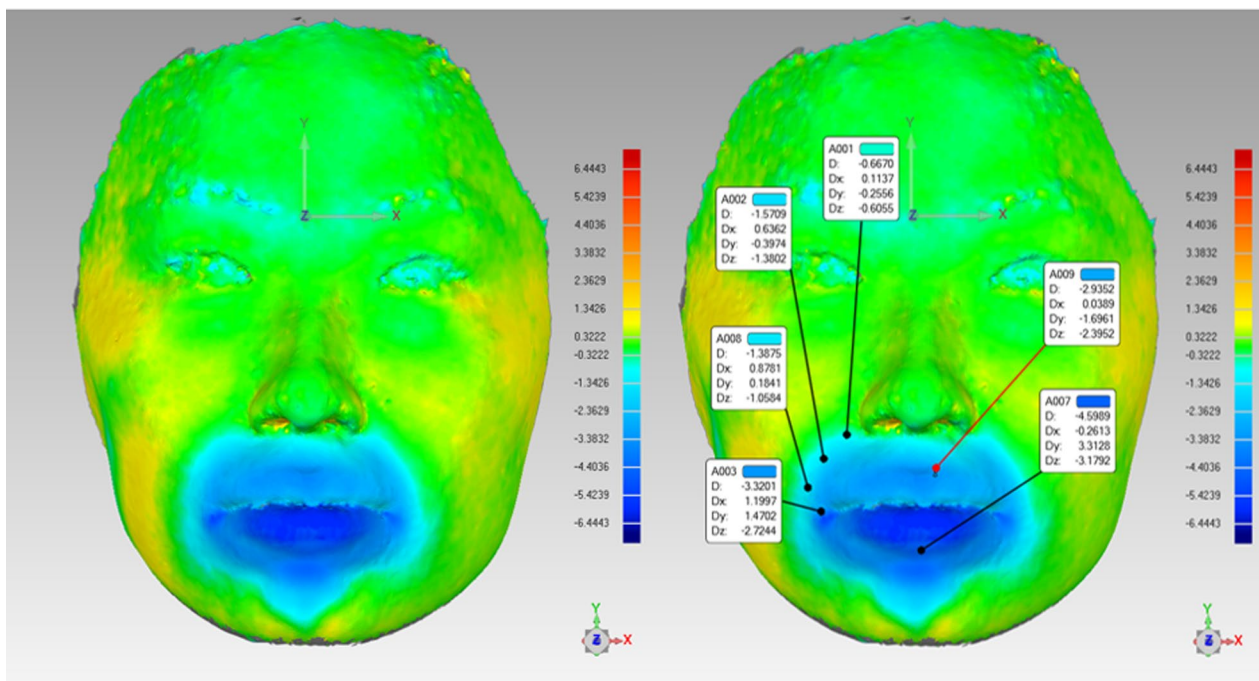 Y
Z
X
6.4443
5.4239
4.4036
3.3832
2.3629
1.3426
0.3222
-0.3222
-1.3426
-2.3629
-3.3832
-4.4036
-5.4239
-6.4443
Y
Z
X
A001
D: -0.6670
Dx: 0.1137
Dy: -0.2556
Dz: -0.6055
A002
D: -1.5709
Dx: 0.6362
Dy: -0.3974
Dz: -1.3802
A009
D: -2.9352
Dx: 0.0389
Dy: -1.6961
Dz: -2.3952
A008
D: -1.3875
Dx: 0.8781
Dy: 0.1841
Dz: -1.0584
A007
D: -4.5989
Dx: -0.2613
Dy: 3.3128
Dz: -3.1792
A003
D: -3.3201
Dx: 1.1997
Dy: 1.4702
Dz: -2.7244
Y
Z
X
6.4443
5.4239
4.4036
3.3832
2.3629
1.3426
0.3222
-0.3222
-1.3426
-2.3629
-3.3832
-4.4036
-5.4239
-6.4443
Y
Z
X